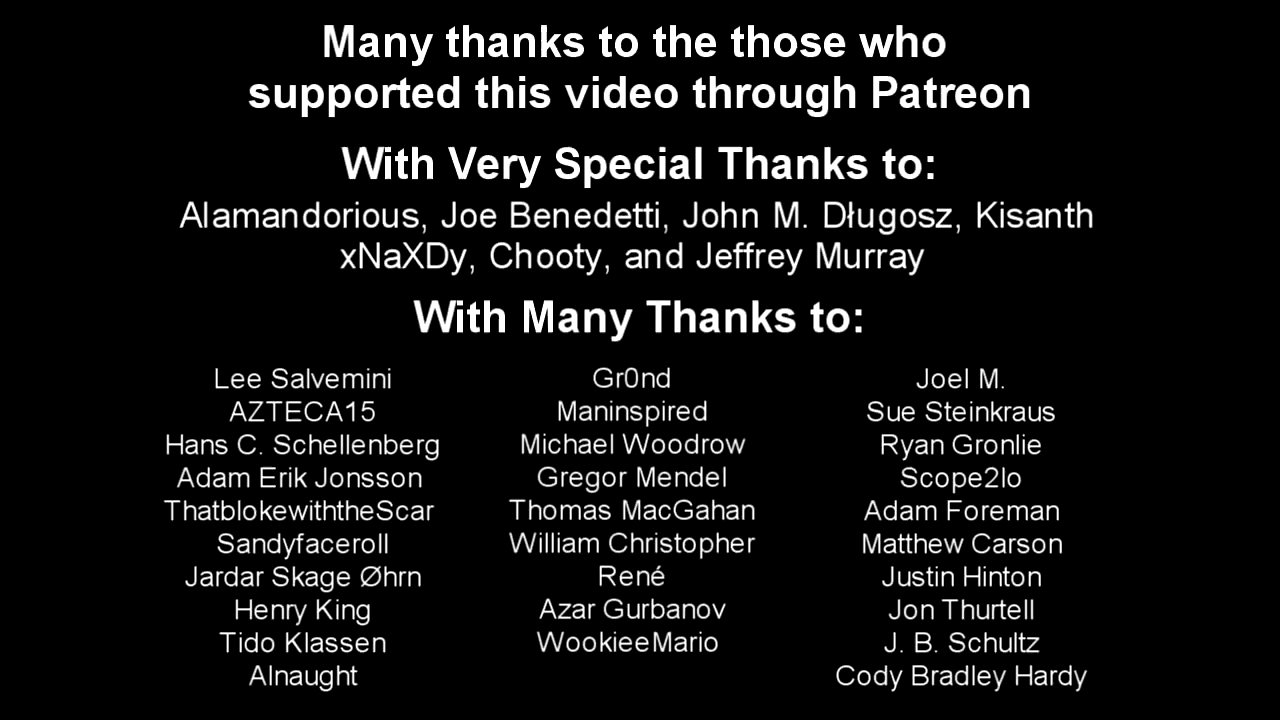 Many thanks to the those who
supported this video through Patreon
With Very Special Thanks to:
Alamandorious, Joe Benedetti, John M. Długosz, Kisanth
xNaXDy, Chooty, and Jeffrey Murray
With Many Thanks to:
Lee Salvemini
AZTECA15
Hans C. Schellenberg
Adam Erik Jonsson
ThatblokewiththeScar
Sandyfaceroll
Jardar Skage Øhrn
Henry King
Tido Klassen
Alnaught
Gr0nd
Maninspired
Michael Woodrow
Gregor Mendel
Thomas MacGahan
William Christopher
René
Azar Gurbanov
WookieeMario
Joel M.
Sue Steinkraus
Ryan Gronlie
Scope2lo
Adam Foreman
Matthew Carson
Justin Hinton
Jon Thurtell
J. B. Schultz
Cody Bradley Hardy